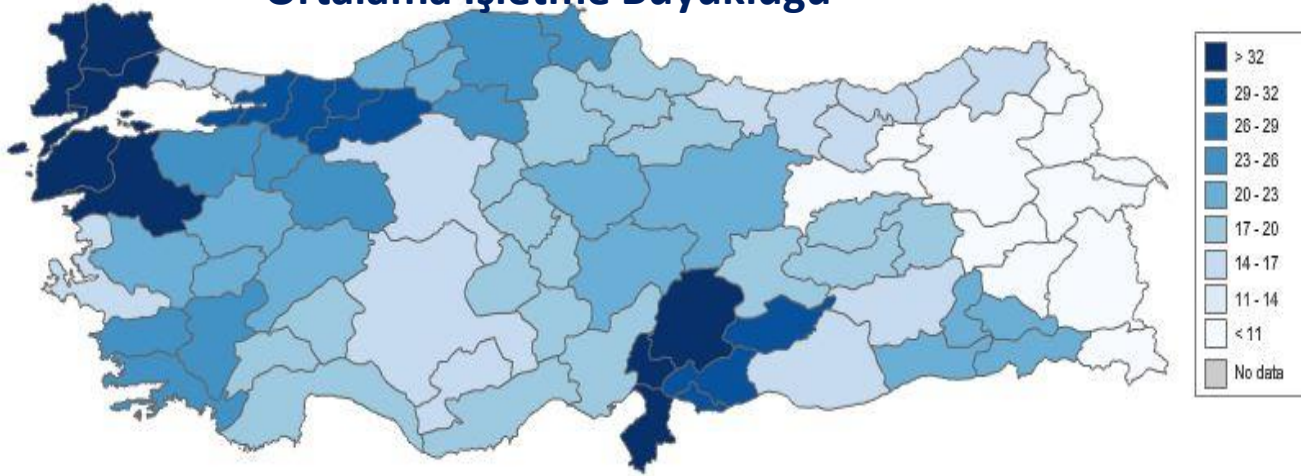 Ortalama İşletme Büyüklüğü
> 32
29 - 32
26 - 29
23 - 26
20 - 23
17 - 20
14 - 17
11 - 14
< 11
No data